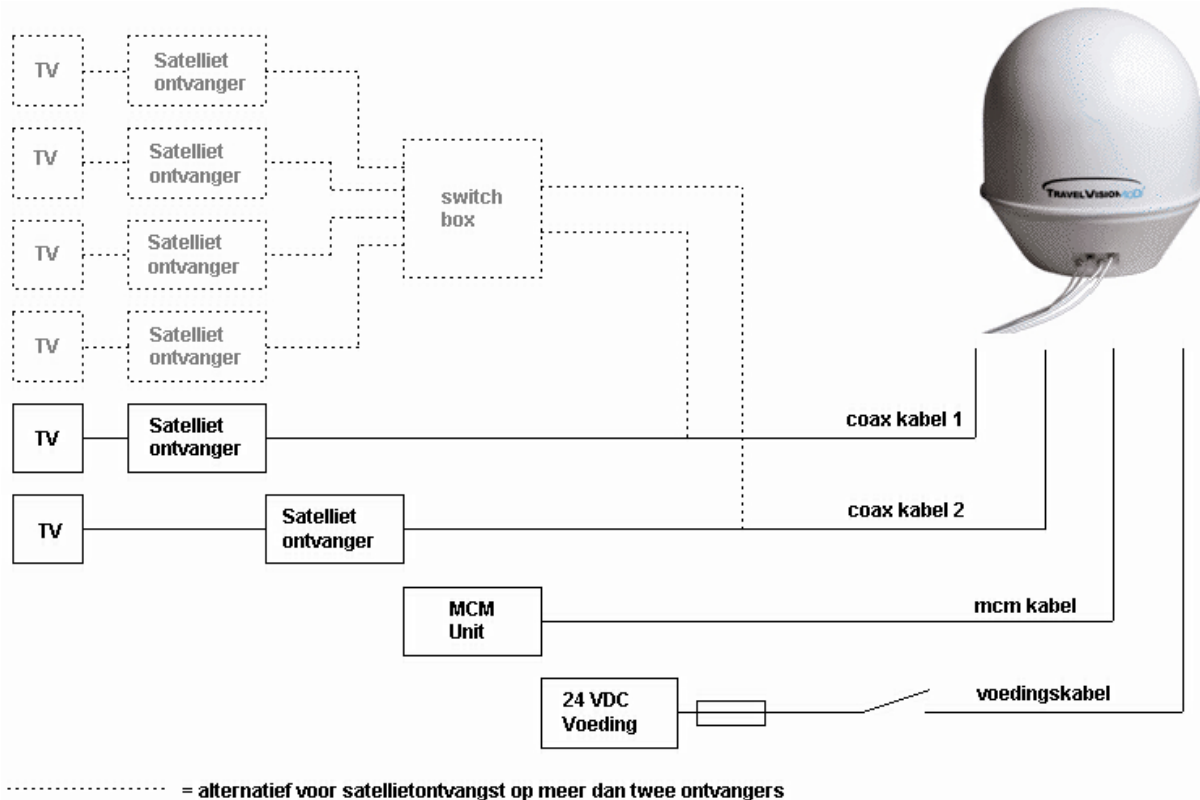 TV
Satelliet
ontvanger
TV
Satelliet
ontvanger
switch
box
TRAVELVISION
TV
Satelliet
ontvanger
TV
Satelliet
ontvanger
TV
Satelliet
ontvanger
coax kabel 1
TV
Satelliet
ontvanger
coax kabel 2
MCM
Unit
mcm kabel
24 VDC
Voeding
voedingskabel
= alternatief voor satellietontvangst op meer dan twee ontvangers